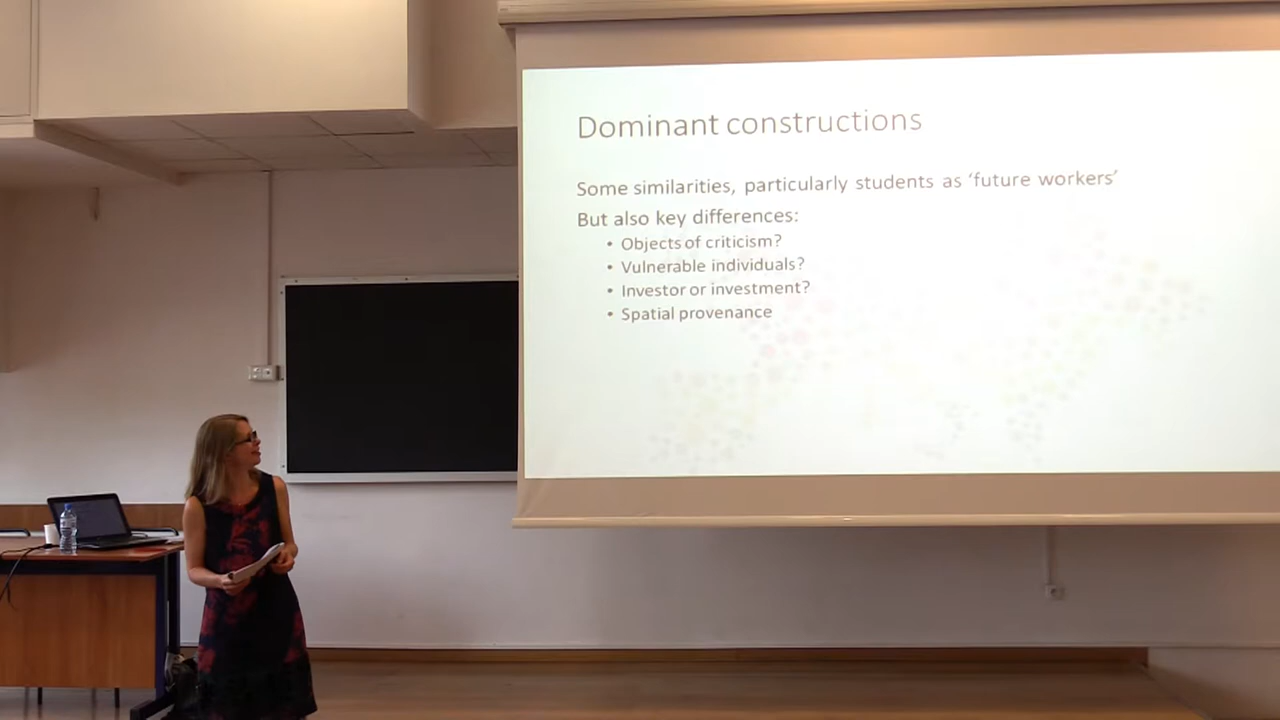 Dominant constructions
Some similarities, particularly students as ‘future workers’
But also key differences:
• Objects of criticism?
• Vulnerable individuals?
• Investor or investment?
• Spatial provenance